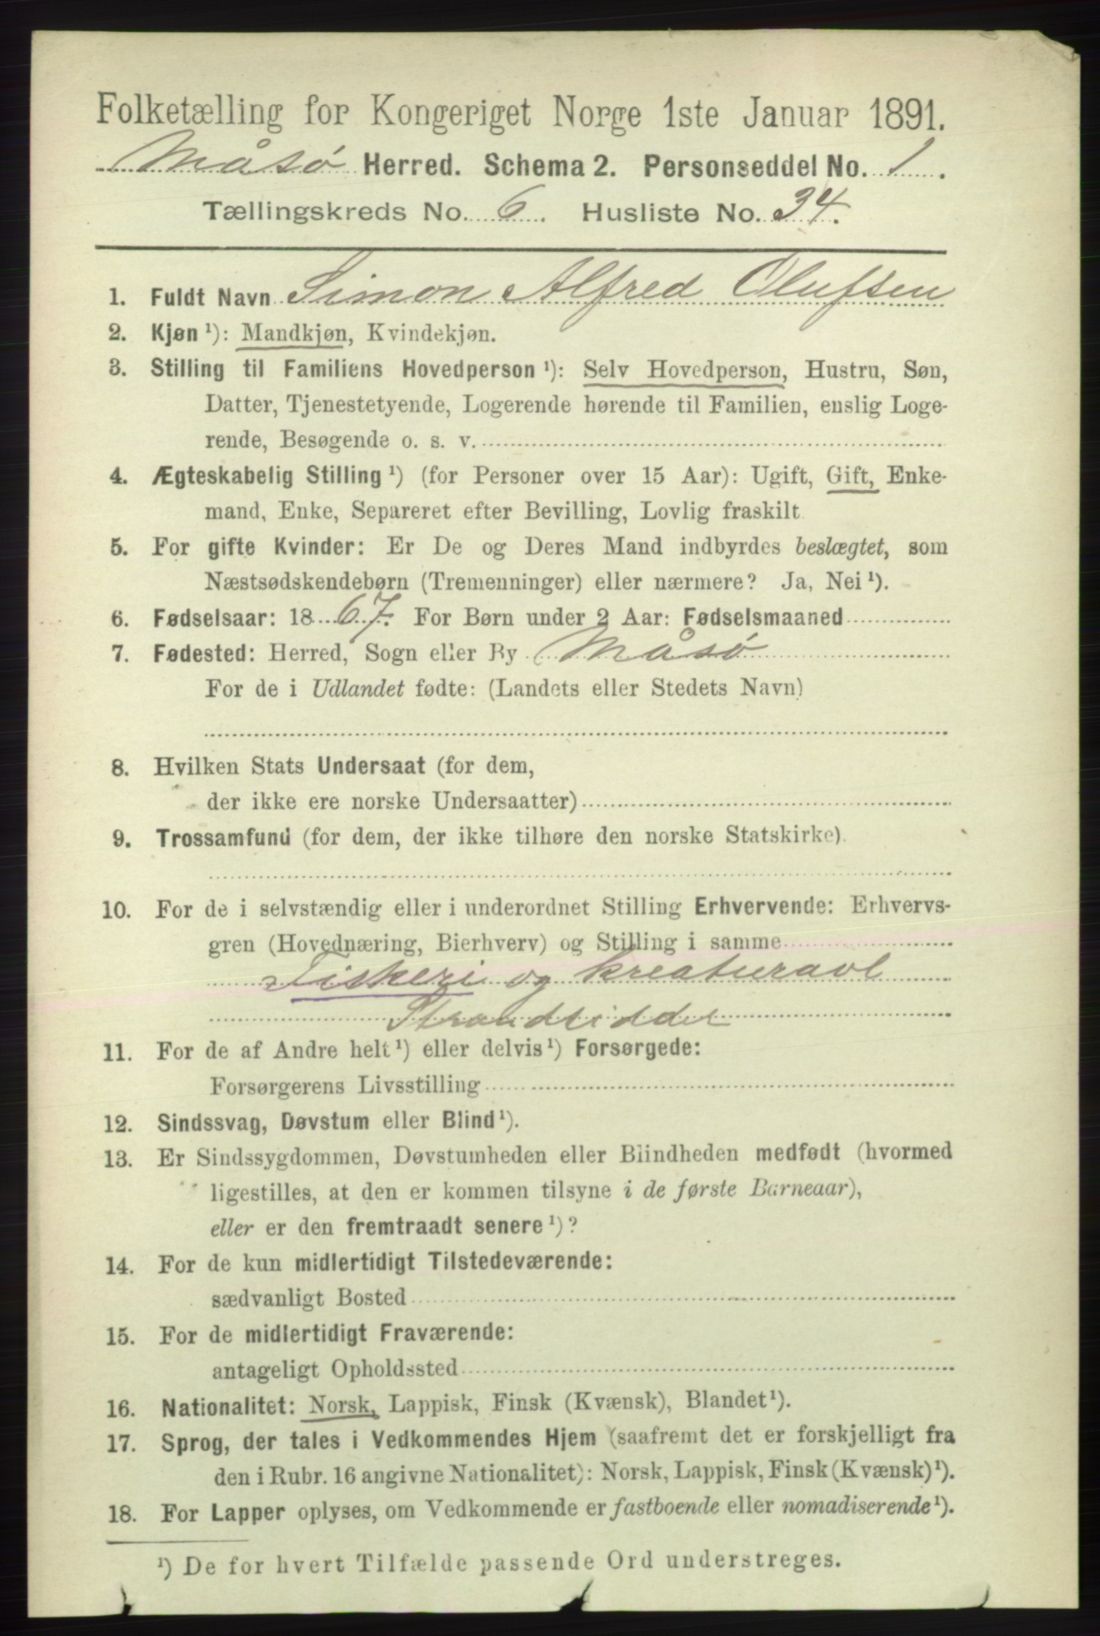 Folketælling for Kongeriget Norge 1ste Januar 1891.
Måsø Herred. Schema 2. Personseddel No. 1.
Tællingskreds No. 6. Husliste No. 34.
1. Fuldt Navn Simon Alfred Olufsen
2. Kjøn ¹): Mandkjøn, Kvindekjøn.
3. Stilling til Familiens Hovedperson ¹): Selv Hovedperson, Hustru, Søn,
Datter, Tjenestetyende, Logerende hørende til Familien, enslig Loge-
rende, Besøgende o. s. v.
4. Ægteskabelig Stilling ¹) (for Personer over 15 Aar): Ugift, Gift, Enke-
mand, Enke, Separeret efter Bevilling, Lovlig fraskilt
5. For gifte Kvinder: Er De og Deres Mand indbyrdes beslægtet, som
Næstsødskendebørn (Tremenninger) eller nærmere? Ja, Nei ¹).
6. Fødselsaar: 1867. For Børn under 2 Aar: Fødselsmaaned
7. Fødested: Herred, Sogn eller By Måsø
For de i Udlandet fødte: (Landets eller Stedets Navn)
8. Hvilken Stats Undersaat (for dem,
der ikke ere norske Undersaatter)
9. Trossamfund (for dem, der ikke tilhøre den norske Statskirke)
10. For de i selvstændig eller i underordnet Stilling Erhvervende: Erhvervs-
gren (Hovednæring, Bierhverv) og Stilling i samme
Fiskeri og kreaturavl
Strandsidder
11. For de af Andre helt ¹) eller delvis ¹) Forsørgede:
Forsørgerens Livsstilling
12. Sindssvag, Døvstum eller Blind ¹).
13. Er Sindssygdommen, Døvstumheden eller Blindheden medfødt (hvormed
ligestilles, at den er kommen tilsyne i de første Barneaar),
eller er den fremtraadt senere ¹)?
14. For de kun midlertidigt Tilstedeværende:
sædvanligt Bosted
15. For de midlertidigt Fraværende:
antageligt Opholdssted
16. Nationalitet: Norsk, Lappisk, Finsk (Kvænsk), Blandet ¹).
17. Sprog, der tales i Vedkommendes Hjem (saafremt det er forskjelligt fra
den i Rubr. 16 angivne Nationalitet): Norsk, Lappisk, Finsk (Kvænsk) ¹).
18. For Lapper oplyses, om Vedkommende er fastboende eller nomadiserende ¹).
¹) De for hvert Tilfælde passende Ord understreges.